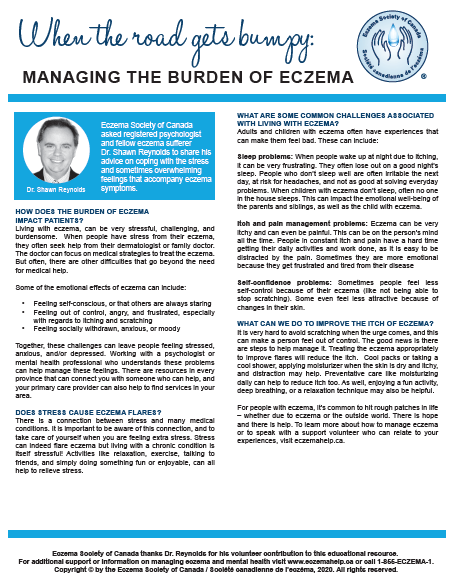 When the road gets bumpy:
MANAGING THE BURDEN OF ECZEMA
Eczema Society of Canada
Société canadienne de l'eczéma
®
Eczema Society of Canada
asked registered psychologist
and fellow eczema sufferer
Dr. Shawn Reynolds to share his
advice on coping with the stress
and sometimes overwhelming
feelings that accompany eczema
symptoms.
Dr. Shawn Reynolds
HOW DOES THE BURDEN OF ECZEMA
IMPACT PATIENTS?
Living with eczema, can be very stressful, challenging, and
burdensome. When people have stress from their eczema,
they often seek help from their dermatologist or family doctor.
The doctor can focus on medical strategies to treat the eczema.
But often, there are other difficulties that go beyond the need
for medical help.
Some of the emotional effects of eczema can include:
• Feeling self-conscious, or that others are always staring
• Feeling out of control, angry, and frustrated, especially
with regards to itching and scratching
• Feeling socially withdrawn, anxious, or moody
Together, these challenges can leave people feeling stressed,
anxious, and/or depressed. Working with a psychologist or
mental health professional who understands these problems
can help manage these feelings. There are resources in every
province that can connect you with someone who can help, and
your primary care provider can also help to find services in your
area.
DOES STRESS CAUSE ECZEMA FLARES?
There is a connection between stress and many medical
conditions. It is important to be aware of this connection, and to
take care of yourself when you are feeling extra stress. Stress
can indeed flare eczema but living with a chronic condition is
itself stressful! Activities like relaxation, exercise, talking to
friends, and simply doing something fun or enjoyable, can all
help to relieve stress.
WHAT ARE SOME COMMON CHALLENGES ASSOCIATED
WITH LIVING WITH ECZEMA?
Adults and children with eczema often have experiences that
can make them feel bad. These can include:
Sleep problems: When people wake up at night due to itching,
it can be very frustrating. They often lose out on a good night's
sleep. People who don't sleep well are often irritable the next
day, at risk for headaches, and not as good at solving everyday
problems. When children with eczema don't sleep, often no one
in the house sleeps. This can impact the emotional well-being of
the parents and siblings, as well as the child with eczema.
Itch and pain management problems: Eczema can be very
itchy and can even be painful. This can be on the person's mind
all the time. People in constant itch and pain have a hard time
getting their daily activities and work done, as it is easy to be
distracted by the pain. Sometimes they are more emotional
because they get frustrated and tired from their disease
Self-confidence problems: Sometimes people feel less
self-control because of their eczema (like not being able to
stop scratching). Some even feel less attractive because of
changes in their skin.
WHAT CAN WE DO TO IMPROVE THE ITCH OF ECZEMA?
It is very hard to avoid scratching when the urge comes, and this
can make a person feel out of control. The good news is there
are steps to help manage it. Treating the eczema appropriately
to improve flares will reduce the itch. Cool packs or taking a
cool shower, applying moisturizer when the skin is dry and itchy,
and distraction may help. Preventative care like moisturizing
daily can help to reduce itch too. As well, enjoying a fun activity,
deep breathing, or a relaxation technique may also be helpful.
For people with eczema, it's common to hit rough patches in life
– whether due to eczema or the outside world. There is hope
and there is help. To learn more about how to manage eczema
or to speak with a support volunteer who can relate to your
experiences, visit eczemahelp.ca.
Eczema Society of Canada thanks Dr. Reynolds for his volunteer contribution to this educational resource.
For additional support or information on managing eczema and mental health visit www.eczemahelp.ca or call 1-855-ECZEMA-1.
Copyright © by the Eczema Society of Canada / Société canadienne de l'eczéma, 2020. All rights reserved.